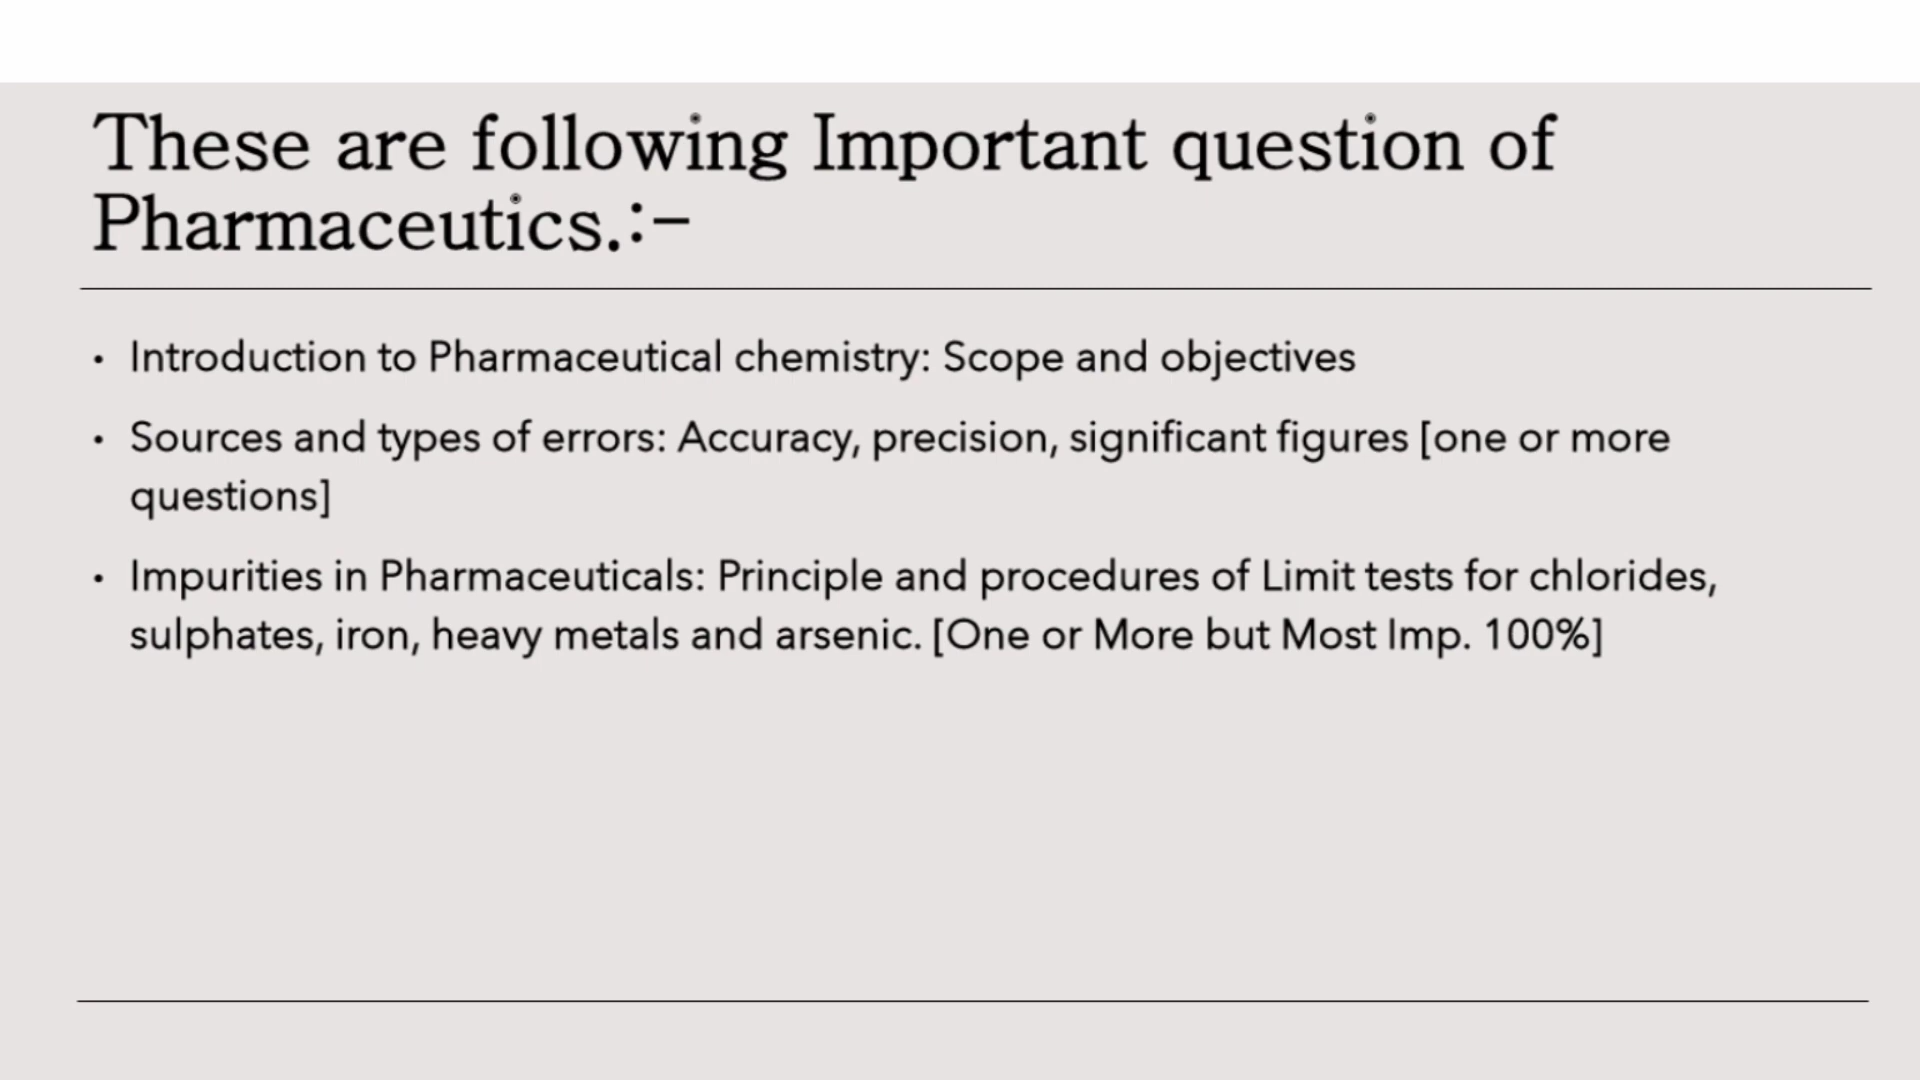 These are following Important question of
Pharmaceutics.:-
• Introduction to Pharmaceutical chemistry: Scope and objectives
• Sources and types of errors: Accuracy, precision, significant figures [one or more
questions]
• Impurities in Pharmaceuticals: Principle and procedures of Limit tests for chlorides,
sulphates, iron, heavy metals and arsenic. [One or More but Most Imp. 100%]